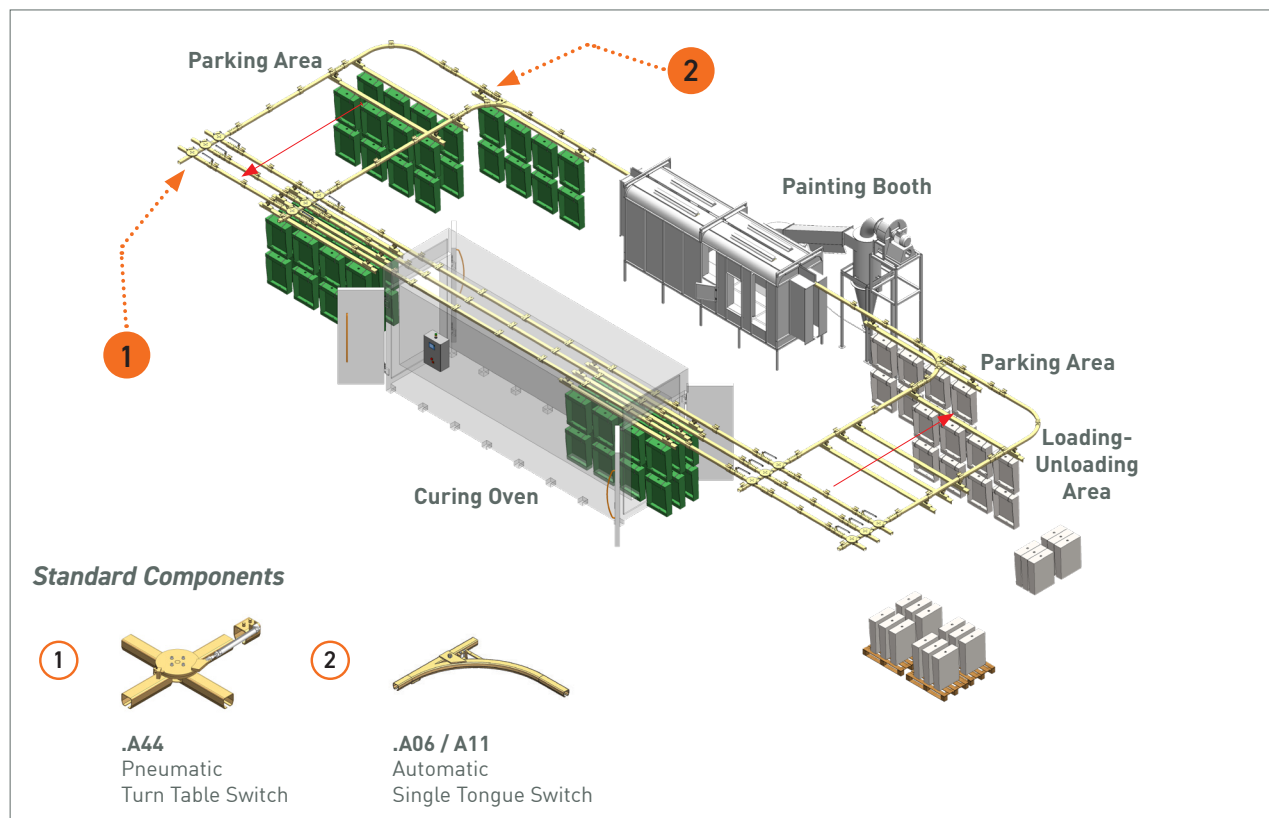 Parking Area
2
Painting Booth
1
Parking Area
Loading-
Unloading
Area
Curing Oven
Standard Components
1
2
.A44
Pneumatic
Turn Table Switch
.A06 / A11
Automatic
Single Tongue Switch